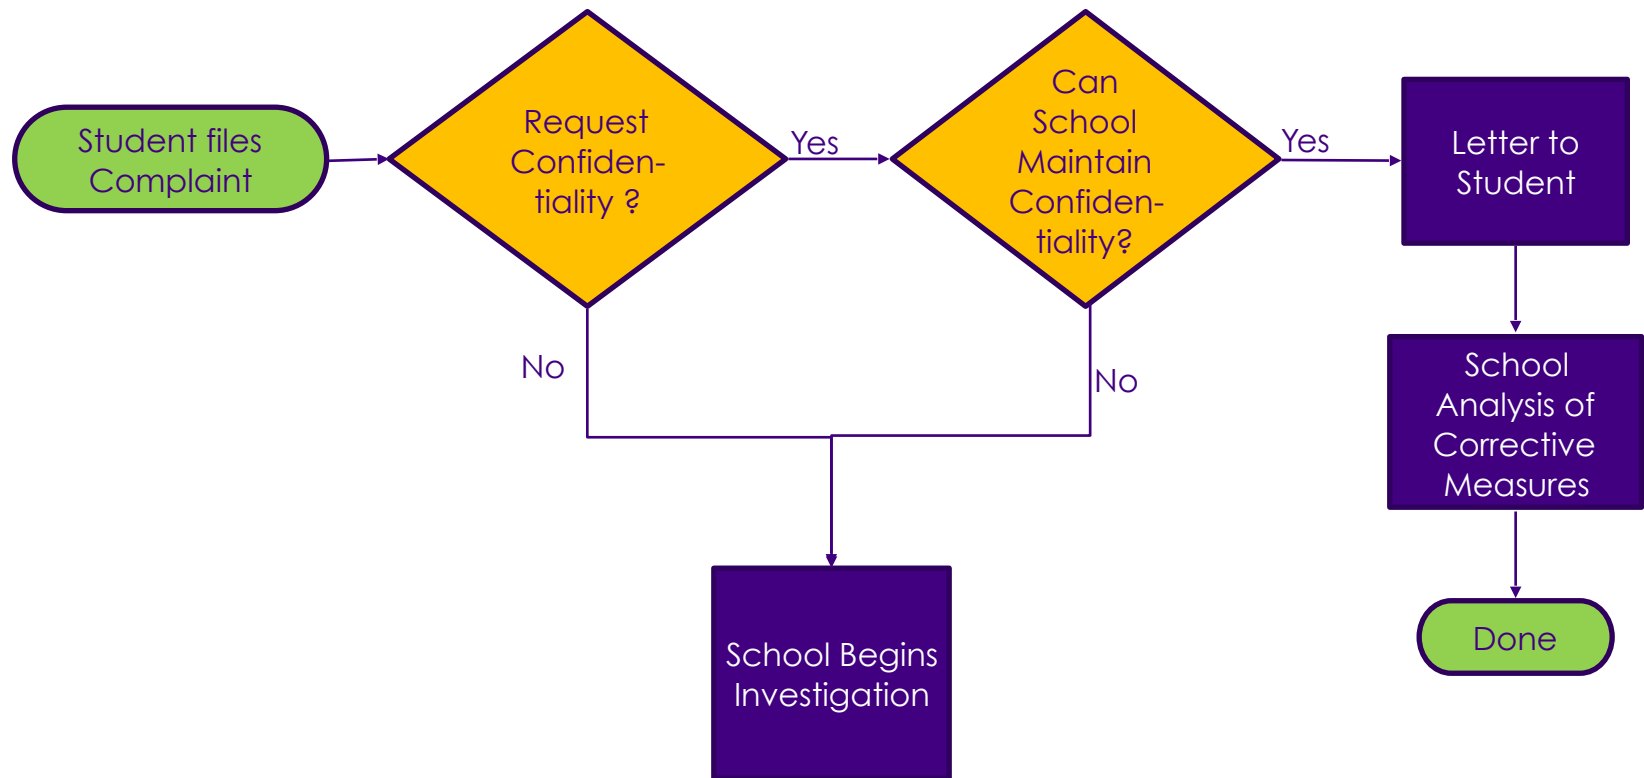 Student files
Complaint
Request
Confiden-
tiality ?
Yes
Can
School
Maintain
Confiden-
tiality?
Yes
Letter to
Student
No
No
School
Analysis of
Corrective
Measures
School Begins
Investigation
Done